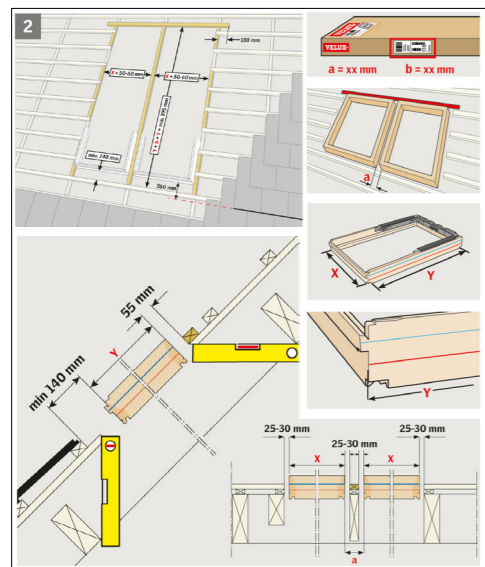 2
100 mm
X + 50-60 mm
X + 50-60 mm
min. 140 mm
260 mm
VELUX
a = xx mm
b = xx mm
a
X
Y
55 mm
Y
min 140 mm
Y
25-30 mm
25-30 mm
25-30 mm
X
X
a